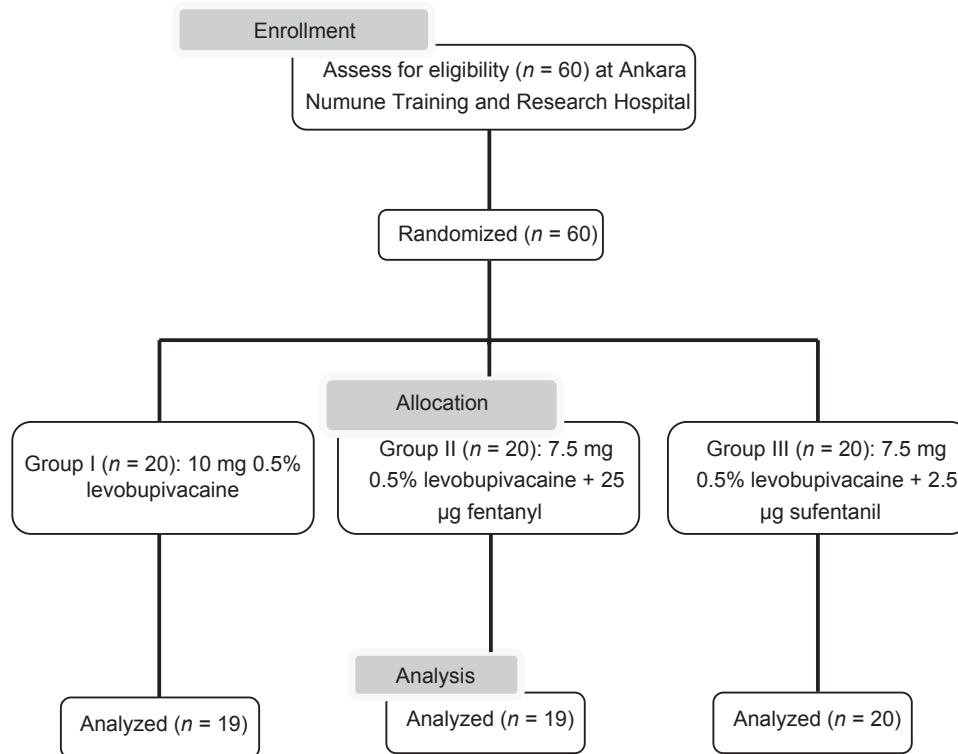 Enrollment
Assess for eligibility (n = 60) at Ankara
Numune Training and Research Hospital
Randomized (n = 60)
Allocation
Group I (n = 20): 10 mg 0.5%
levobupivacaine
Group II (n = 20): 7.5 mg
0.5% levobupivacaine + 25
µg fentanyl
Group III (n = 20): 7.5 mg
0.5% levobupivacaine + 2.5
µg sufentanil
Analysis
Analyzed (n = 19)
Analyzed (n = 19)
Analyzed (n = 20)